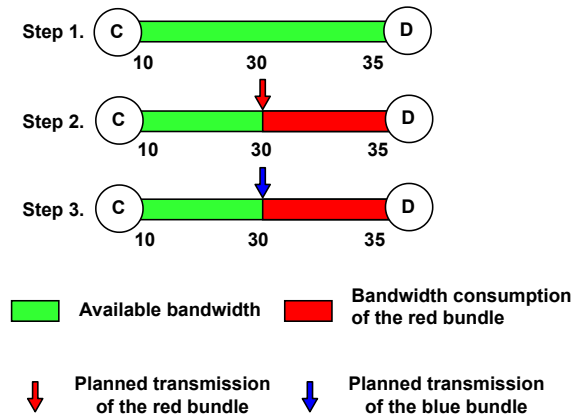 Step 1. C D
10 30 35
Step 2. C D
10 30 35
Step 3. C D
10 30 35
Available bandwidth
Bandwidth consumption
of the red bundle
Planned transmission
of the red bundle
Planned transmission
of the blue bundle